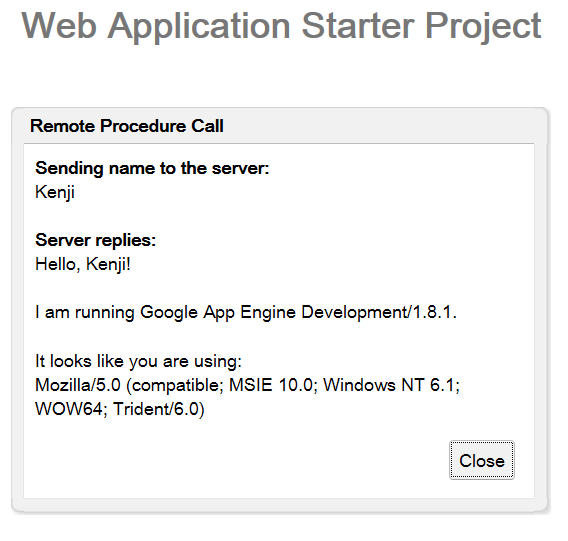 Web Application Starter Project
Remote Procedure Call
Sending name to the server:
Kenji
Server replies:
Hello, Kenji!
I am running Google App Engine Development/1.8.1.
It looks like you are using:
Mozilla/5.0 (compatible; MSIE 10.0; Windows NT 6.1;
WOW64; Trident/6.0)
Close